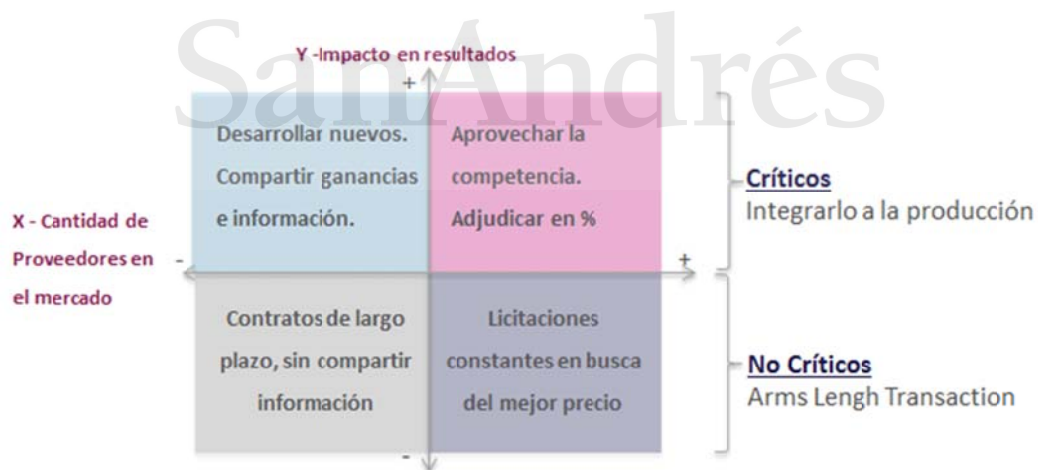 SanAndrés
Y -Impacto en resultados
+
Desarrollar nuevos.
Compartir ganancias
e información.
Aprovechar la
competencia.
Adjudicar en %
Críticos
Integrarlo a la producción
X - Cantidad de
Proveedores en
el mercado
-
+
Contratos de largo
plazo, sin compartir
información
Licitaciones
constantes en busca
del mejor precio
No Críticos
Arms Lengh Transaction
-